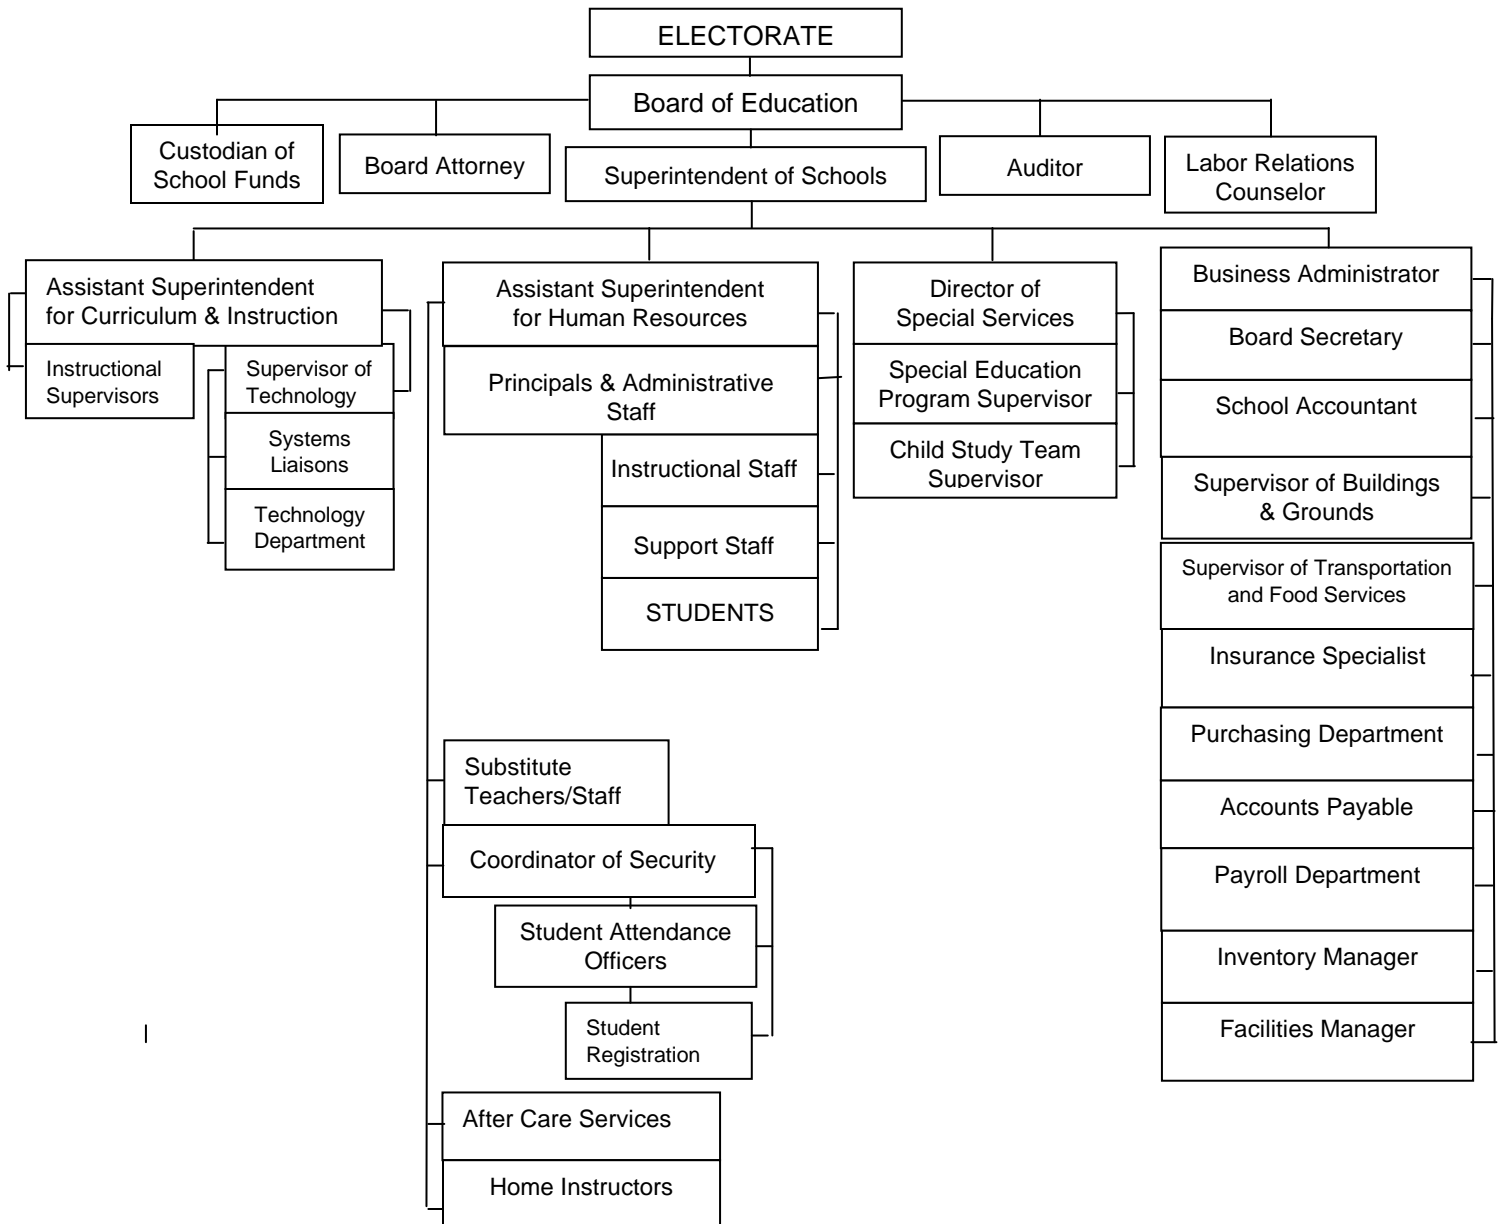 ELECTORATE
Board of Education
Custodian of
School Funds
Board Attorney
Superintendent of Schools
Auditor
Labor Relations
Counselor
Assistant Superintendent
for Curriculum & Instruction
Instructional
Supervisors
Supervisor of
Technology
Systems
Liaisons
Technology
Department
Assistant Superintendent
for Human Resources
Principals & Administrative
Staff
Instructional Staff
Support Staff
STUDENTS
Substitute
Teachers/Staff
Coordinator of Security
Student Attendance
Officers
Student
Registration
After Care Services
Home Instructors
Director of
Special Services
Special Education
Program Supervisor
Child Study Team
Supervisor
Business Administrator
Board Secretary
School Accountant
Supervisor of Buildings
& Grounds
Supervisor of Transportation
and Food Services
Insurance Specialist
Purchasing Department
Accounts Payable
Payroll Department
Inventory Manager
Facilities Manager